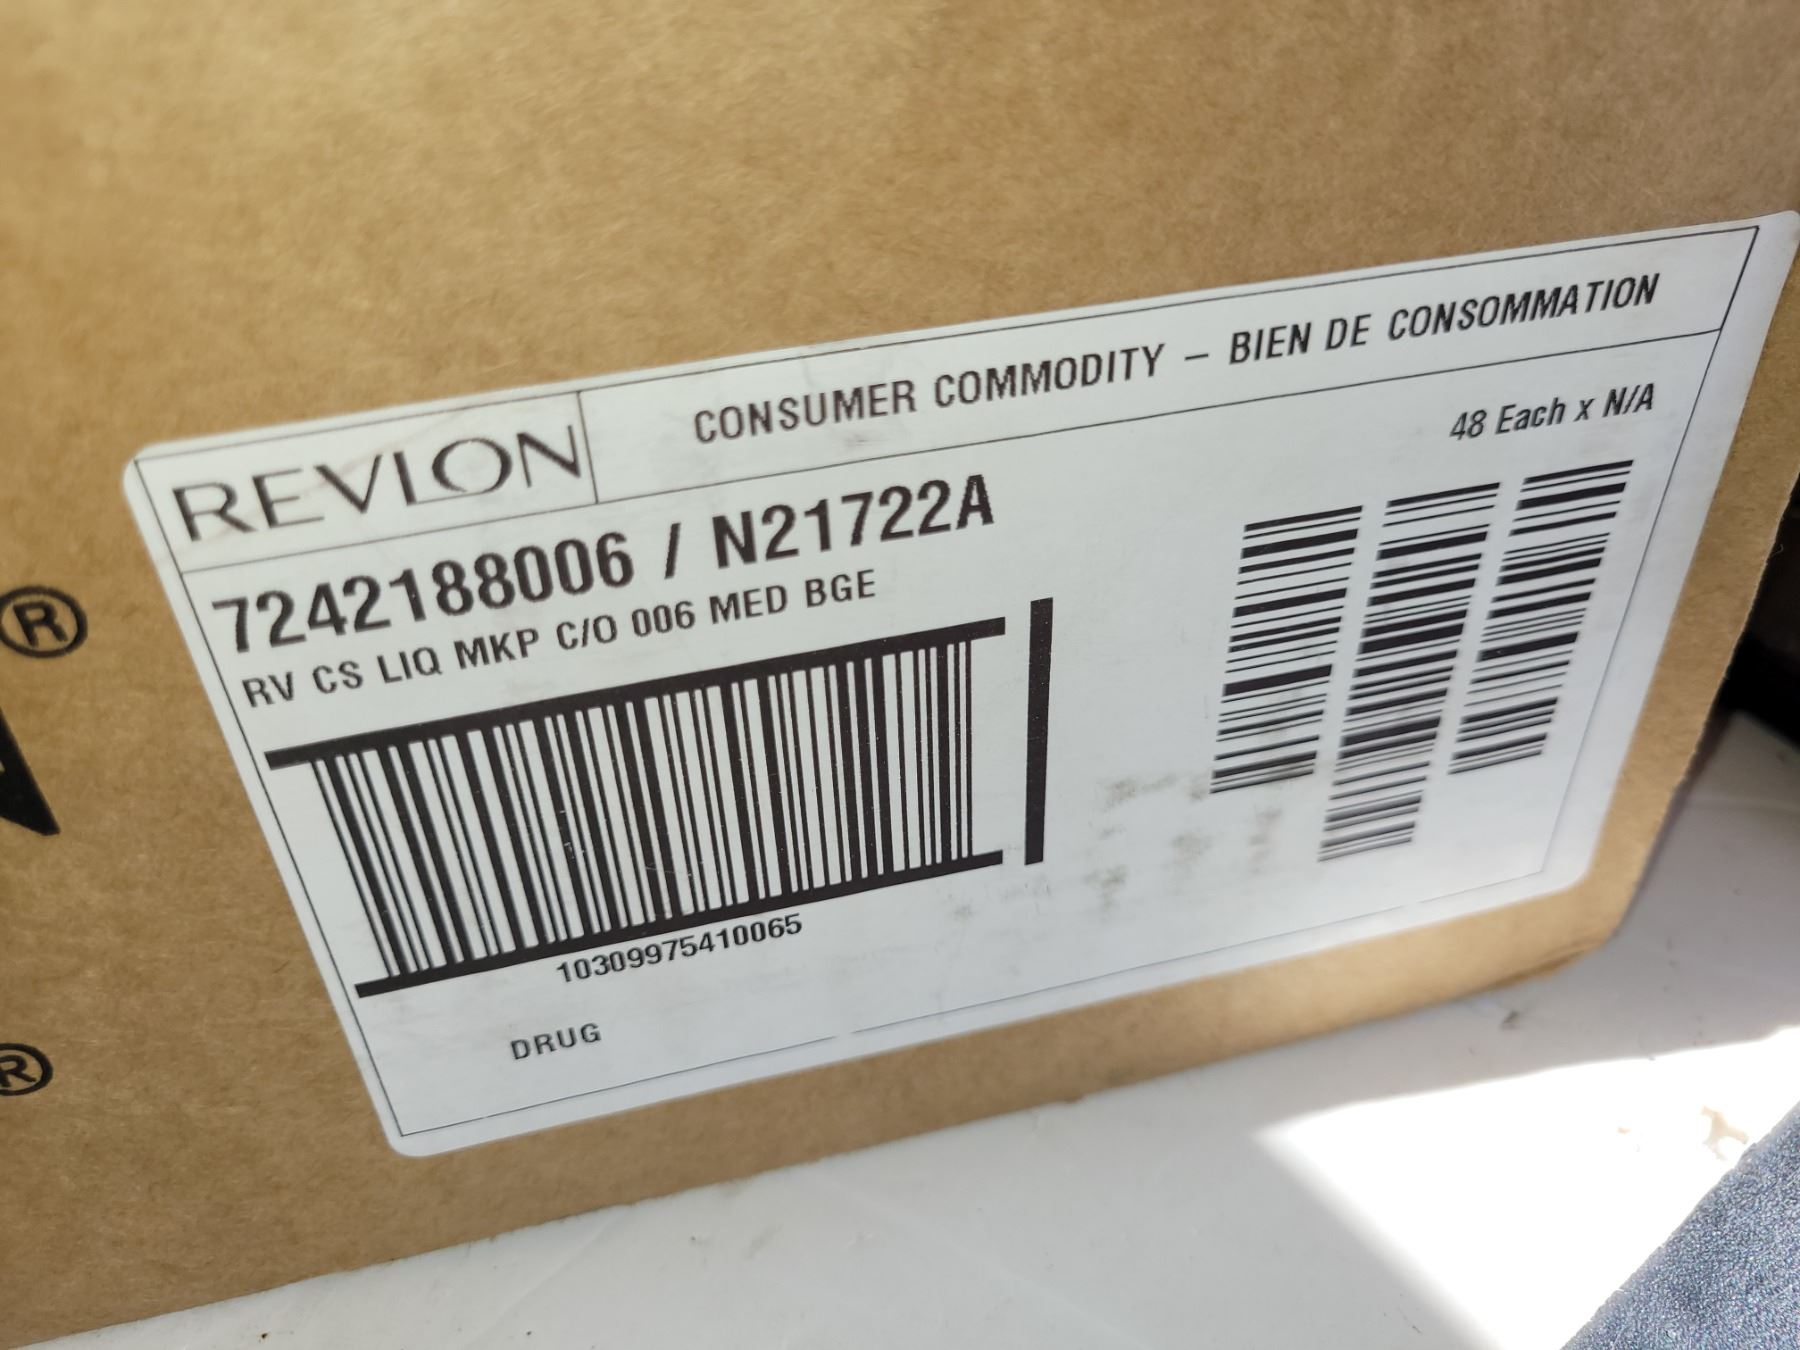 REVLON
CONSUMER COMMODITY – BIEN DE CONSOMMATION
48 Each x N/A
7242188006 / N21722A
RV CS LIQ MKP C/O 006 MED BGE
10309975410065
DRUG
®
®